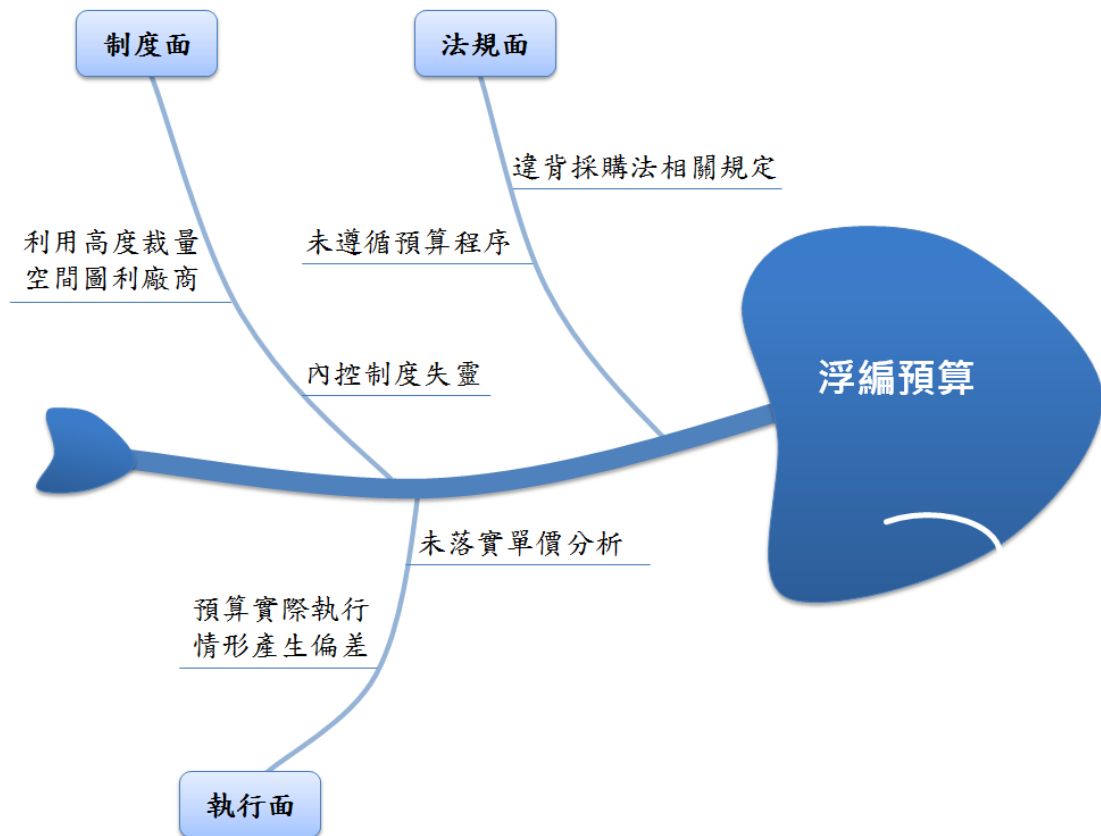 制度面
法規面
違背採購法相關規定
未遵循預算程序
利用高度裁量
空間圖利廠商
內控制度失靈
浮編預算
未落實單價分析
預算實際執行
情形產生偏差
執行面